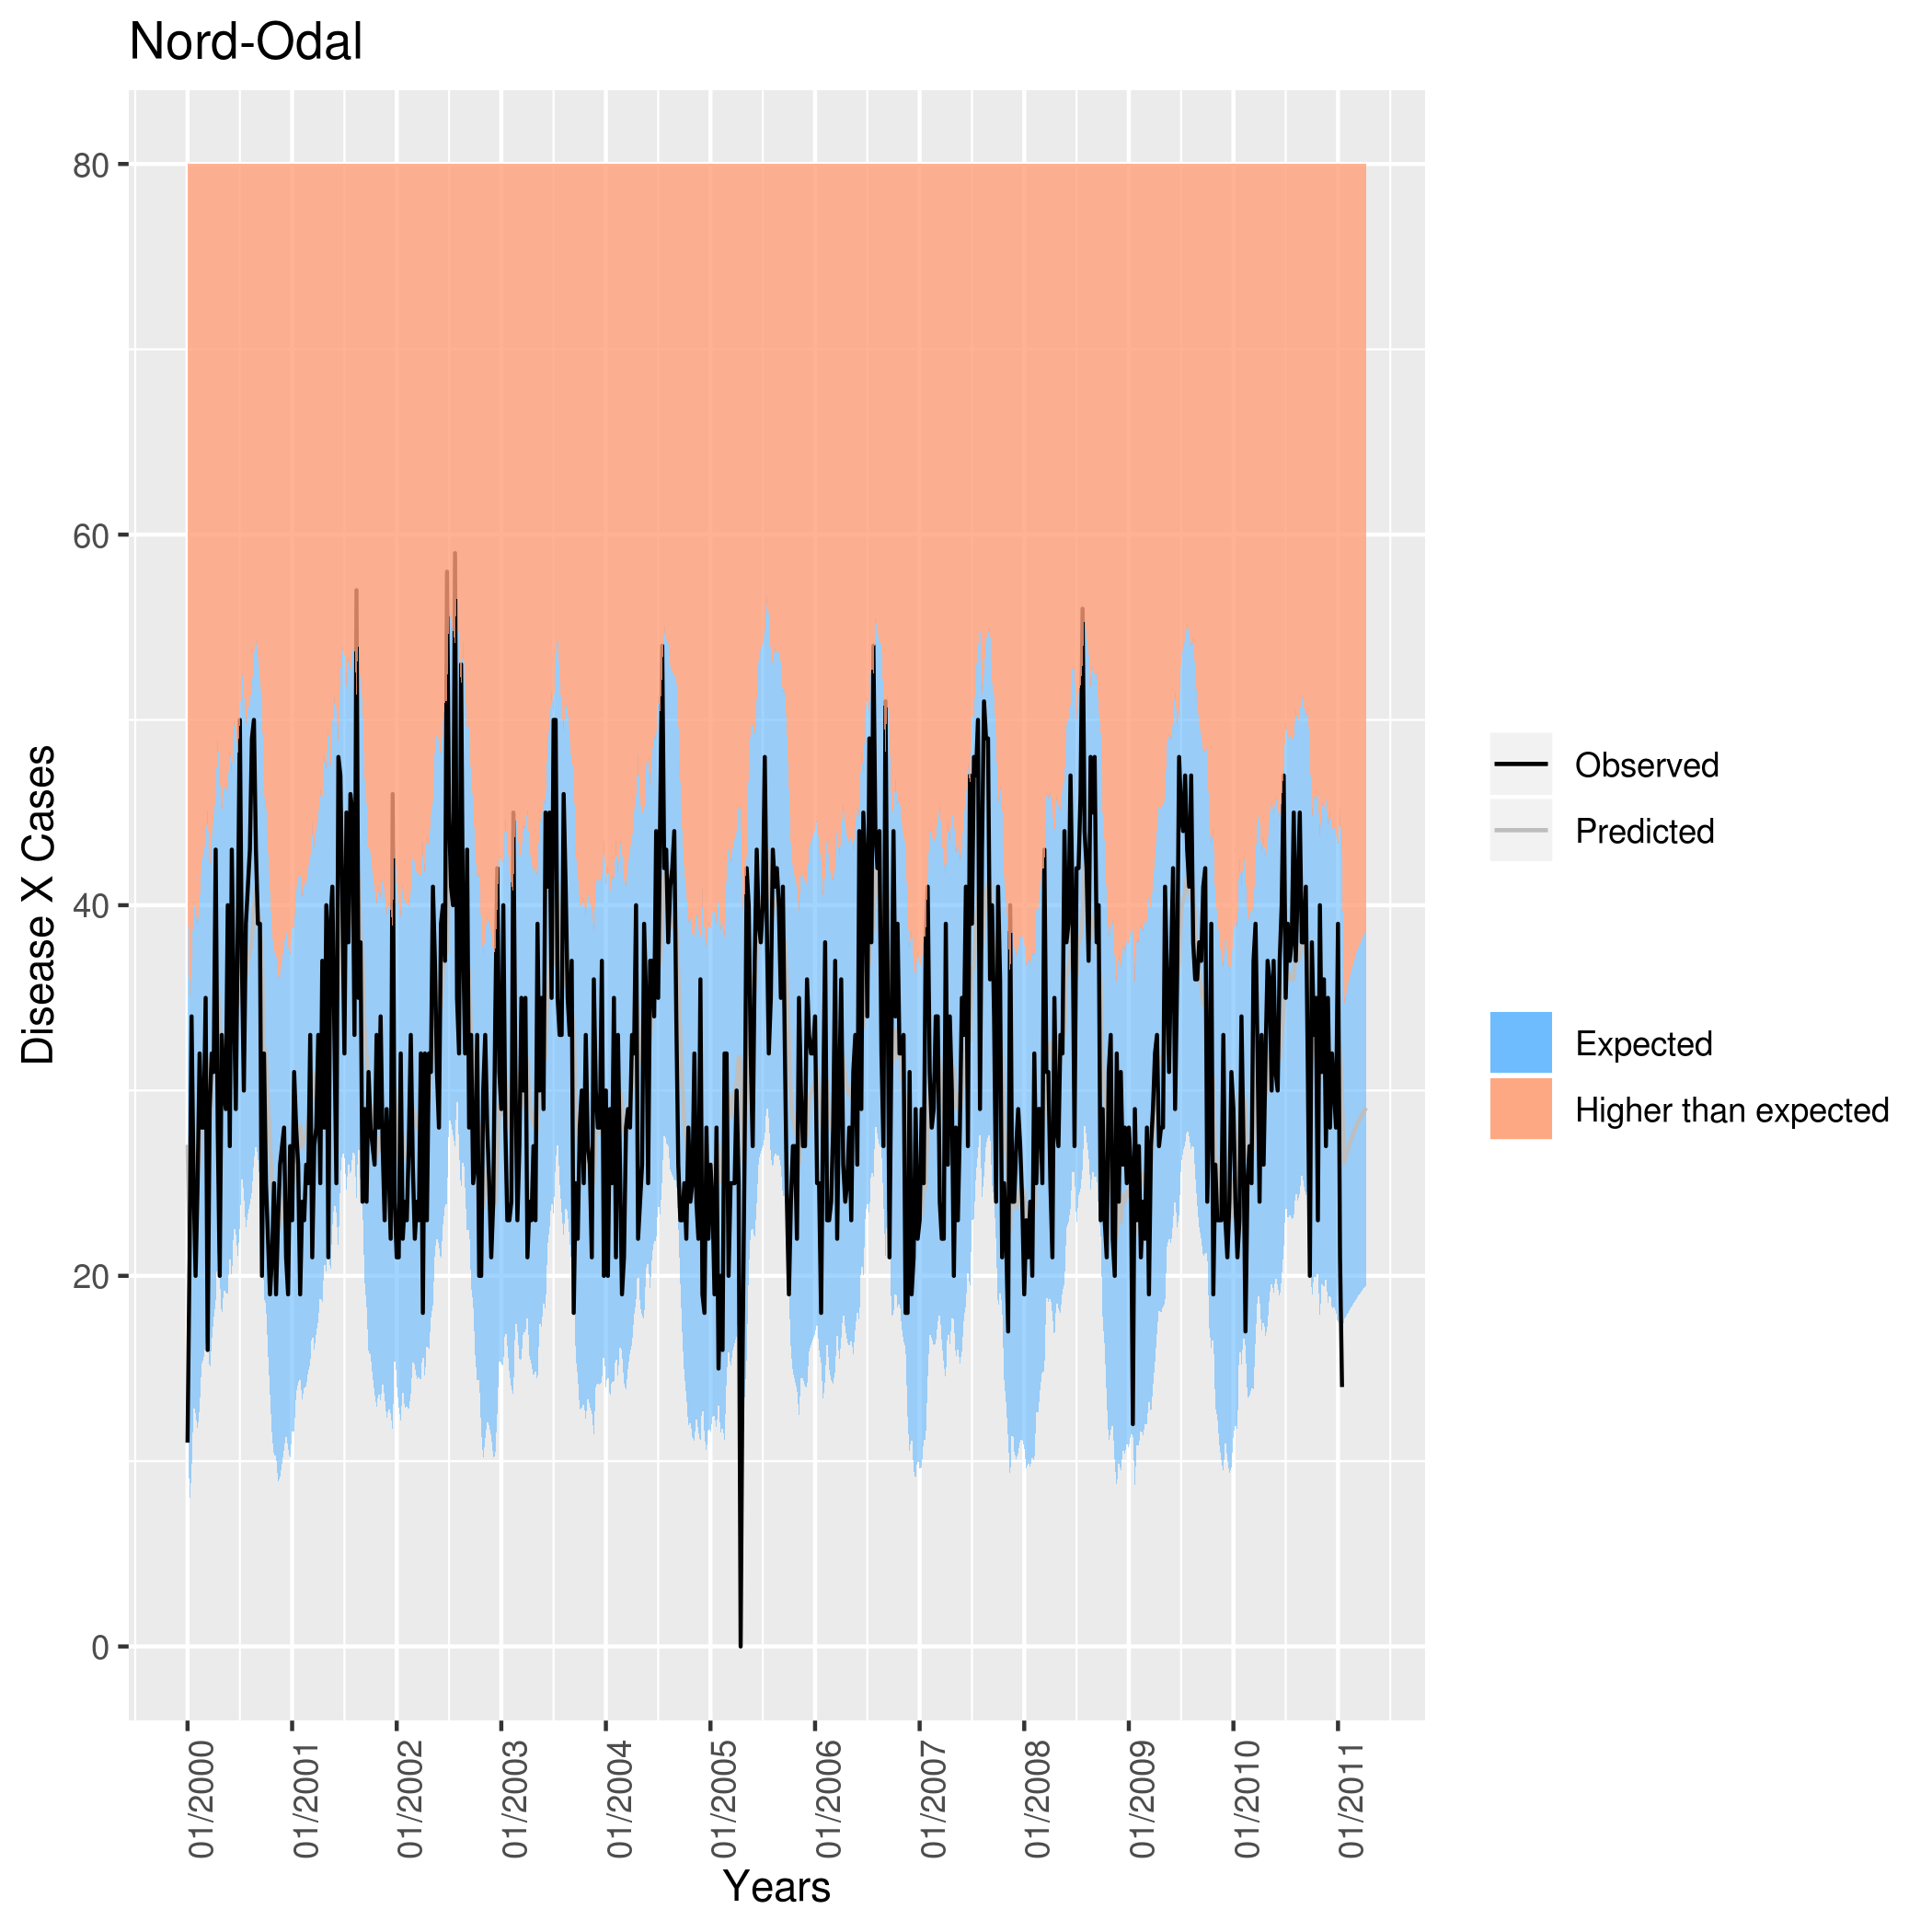 Nord-Odal
Disease X Cases
80
60
40
20
0
01/2000
01/2001
01/2002
01/2003
01/2004
01/2005
01/2006
01/2007
01/2008
01/2009
01/2010
01/2011
Years
Observed
Predicted
Expected
Higher than expected